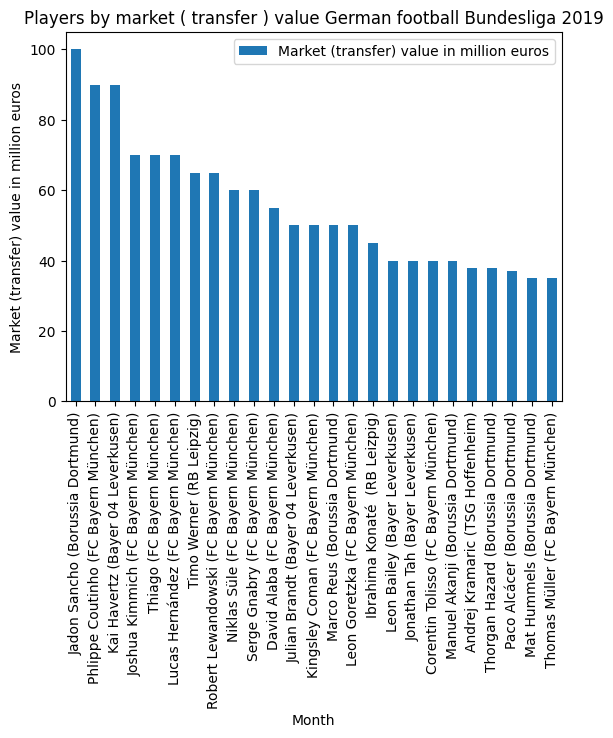 Players by market ( transfer ) value German football Bundesliga 2019
Market (transfer) value in million euros
Market (transfer) value in million euros
100
80
60
40
20
0
Jadon Sancho (Borussia Dortmund)
Phlippe Coutinho (FC Bayern München)
Kai Havertz (Bayer 04 Leverkusen)
Joshua Kimmich (FC Bayern München)
Thiago (FC Bayern München)
Lucas Hernández (FC Bayern München)
Timo Werner (RB Leipzig)
Robert Lewandowski (FC Bayern München)
Niklas Süle (FC Bayern München)
Serge Gnabry (FC Bayern München)
David Alaba (FC Bayern München)
Julian Brandt (Bayer 04 Leverkusen)
Kingsley Coman (FC Bayern München)
Marco Reus (Borussia Dortmund)
Leon Goretzka (FC Bayern München)
Ibrahima Konaté  (RB Leizpig)
Leon Bailey (Bayer Leverkusen)
Jonathan Tah (Bayer Leverkusen)
Corentin Tolisso (FC Bayern München)
Manuel Akanji (Borussia Dortmund)
Andrej Kramaric (TSG Hoffenheim)
Thorgan Hazard (Borussia Dortmund)
Paco Alcácer (Borussia Dortmund)
Mat Hummels (Borussia Dortmund)
Thomas Müller (FC Bayern München)
Month